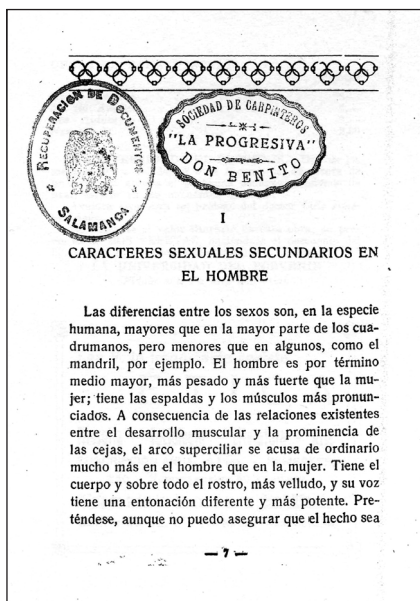 RECUPERACIÓN DE DOCUMENTOS
SALAMANCA
SOCIEDAD DE CARPINTEROS
"LA PROGRESIVA"
DON BENITO
I
CARACTERES SEXUALES SECUNDARIOS EN
EL HOMBRE
Las diferencias entre los sexos son, en la especie
humana, mayores que en la mayor parte de los cua-
drumanos, pero menores que en algunos, como el
mandril, por ejemplo. El hombre es por término
medio mayor, más pesado y más fuerte que la mu-
jer; tiene las espaldas y los músculos más pronun-
ciados. A consecuencia de las relaciones existentes
entre el desarrollo muscular y la prominencia de
las cejas, el arco superciliar se acusa de ordinario
mucho más en el hombre que en la mujer. Tiene el
cuerpo y sobre todo el rostro, más velludo, y su voz
tiene una entonación diferente y más potente. Pre-
téndese, aunque no puedo asegurar que el hecho sea
— 7 —